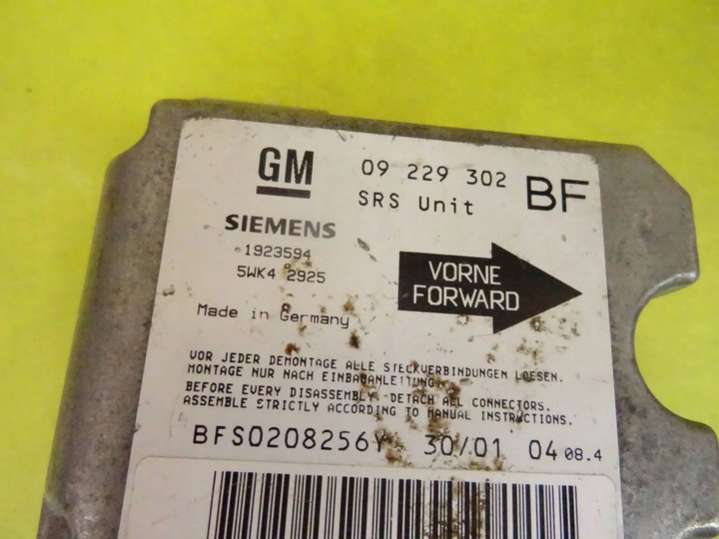 GM 09 229 302 BF
SRS Unit
SIEMENS
1923594
5WK4 2925
VORNE
FORWARD
Made in Germany
VOR JEDER DEMONTAGE ALLE STECKVERBINDUNGEN LOESEN.
MONTAGE NUR NACH EINBAUANLEITUNG.
BEFORE EVERY DISASSEMBLY DETACH ALL CONNECTORS.
ASSEMBLE STRICTLY ACCORDING TO MANUAL INSTRUCTIONS.
BFS0208256Y 30/01 04 08.4